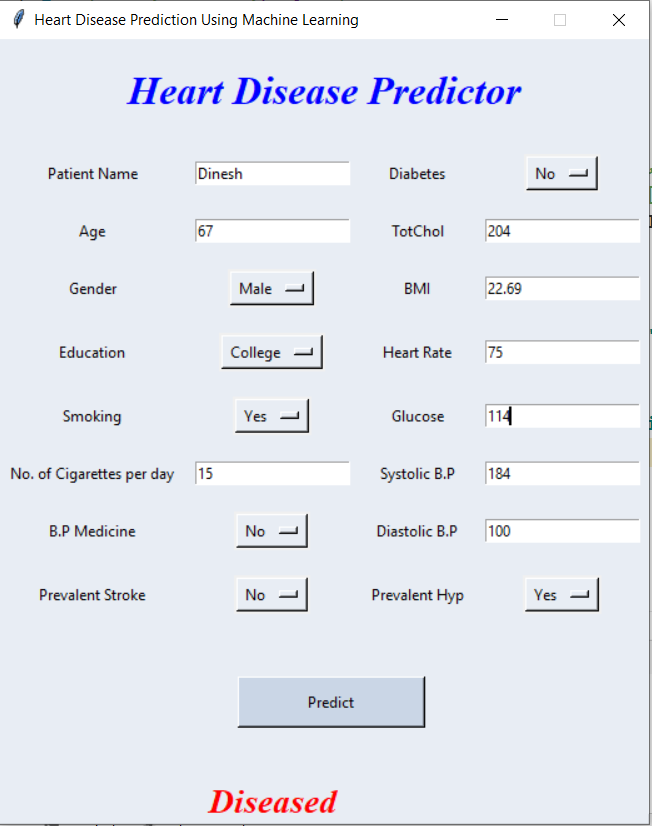 Heart Disease Prediction Using Machine Learning
Heart Disease Predictor
Patient Name Dinesh Diabetes No
Age 67 TotChol 204
Gender Male BMI 22.69
Education College Heart Rate 75
Smoking Yes Glucose 114
No. of Cigarettes per day 15 Systolic B.P 184
B.P Medicine No Diastolic B.P 100
Prevalent Stroke No Prevalent Hyp Yes
Predict
Diseased